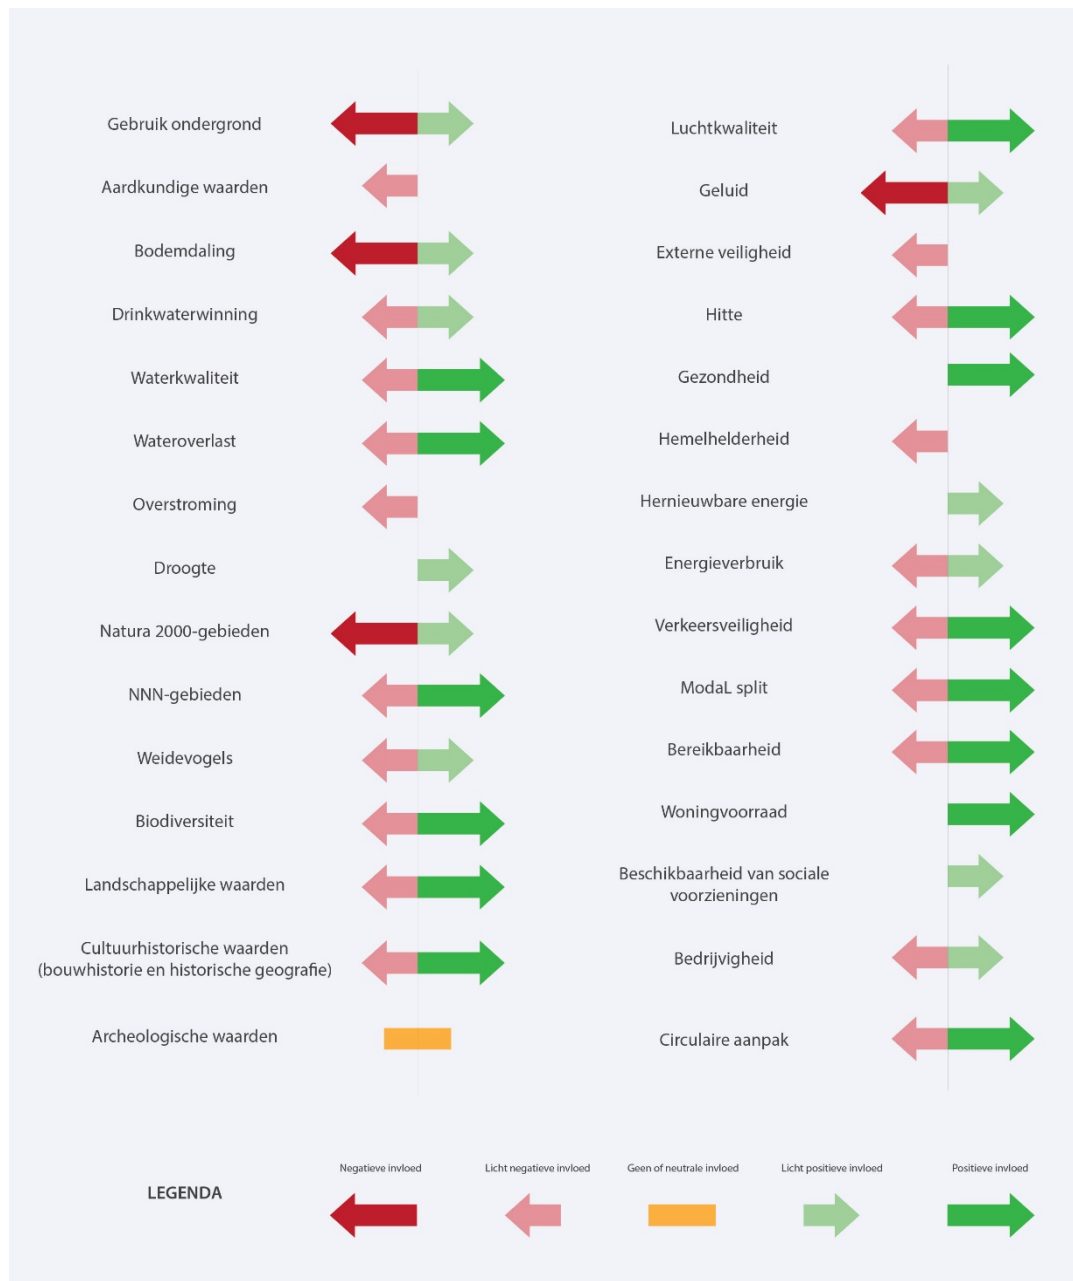 Gebruik ondergrond
Aardkundige waarden
Bodemdaling
Drinkwaterwinning
Waterkwaliteit
Wateroverlast
Overstroming
Droogte
Natura 2000-gebieden
NNN-gebieden
Weidevogels
Biodiversiteit
Landschappelijke waarden
Cultuurhistorische waarden
(bouwhistorie en historische geografie)
Archeologische waarden
Luchtkwaliteit
Geluid
Externe veiligheid
Hitte
Gezondheid
Hemelhelderheid
Hernieuwbare energie
Energieverbruik
Verkeersveiligheid
ModaL split
Bereikbaarheid
Woningvoorraad
Beschikbaarheid van sociale
voorzieningen
Bedrijvigheid
Circulaire aanpak
LEGENDA
Negatieve invloed
Licht negatieve invloed
Geen of neutrale invloed
Licht positieve invloed
Positieve invloed